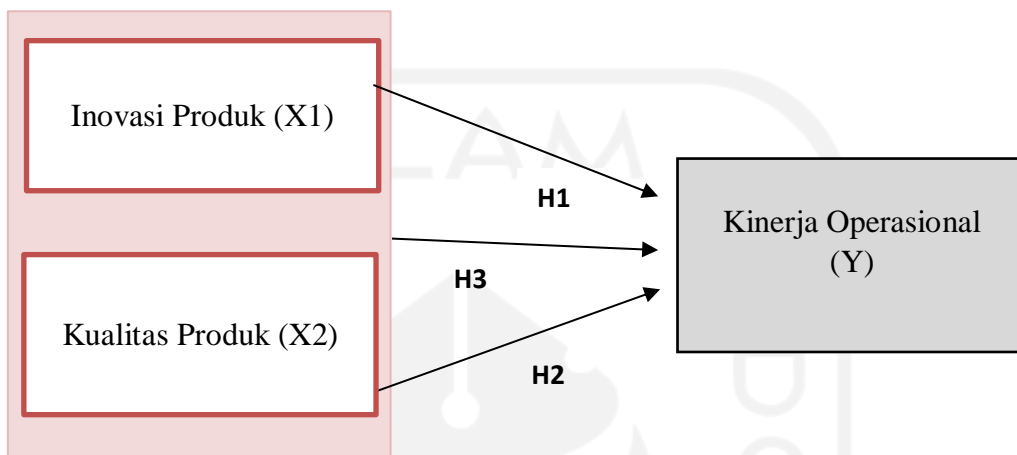 Inovasi Produk (X1)
H1
Kinerja Operasional
(Y)
H3
Kualitas Produk (X2)
H2